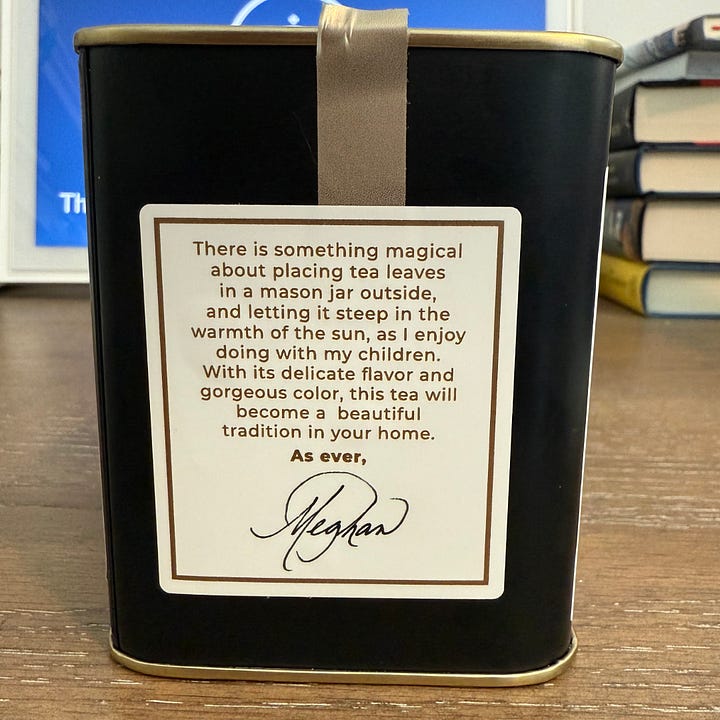 Th
There is something magical
about placing tea leaves
in a mason jar outside,
and letting it steep in the
warmth of the sun, as I enjoy
doing with my children.
With its delicate flavor and
gorgeous color, this tea will
become a  beautiful
tradition in your home.
As ever,
Meghan